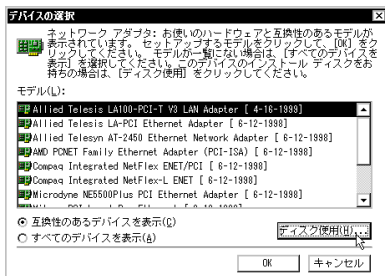 デバイスの選択
ネットワーク アダプタ: お使いのハードウェアと互換性のあるモデルが
表示されています。 セットアップするモデルをクリックして、[OK] をク
リックしてください。 モデルが一覧にない場合は、[すべてのデバイスを
表示] を選択してください。このデバイスのインストール ディスクをお
持ちの場合は、[ディスク使用] をクリックしてください。
モデル(L):
Allied Telesis LA100-PCI-T V3 LAN Adapter [ 4-16-1999]
Allied Telesis LA-PCI Ethernet Adapter [ 6-12-1998]
Allied Telesyn AT-2450 Ethernet Network Adapter [ 6-12-1998]
AMD PCNET Family Ethernet Adapter (PCI-ISA) [ 6-12-1998]
Compaq Integrated NetFlex ENET/PCI [ 6-12-1998]
Compaq Integrated NetFlex-L ENET [ 6-12-1998]
Microdyne NE5500Plus PCI Ethernet Adapter [ 6-12-1998]
互換性のあるデバイスを表示(C)
すべてのデバイスを表示(A)
ディスク使用(H)...
OK
キャンセル